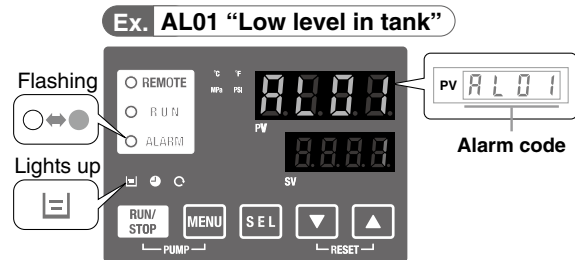 Ex. AL01 “Low level in tank”
Flashing
Lights up
REMOTE
RUN
ALARM
°C °F
MPa PSI
AL01
PV
8.8.8.1
SV
RUN/
STOP
MENU
SEL
PUMP
RESET
PV AL01
Alarm code